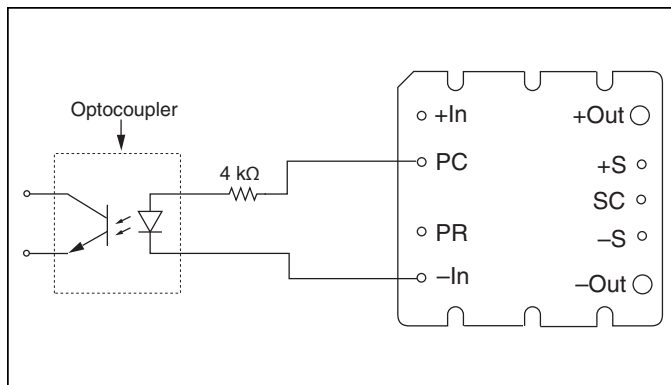 Optocoupler
4 kΩ
+In
PC
PR
–In
+Out
+S
SC
–S
–Out